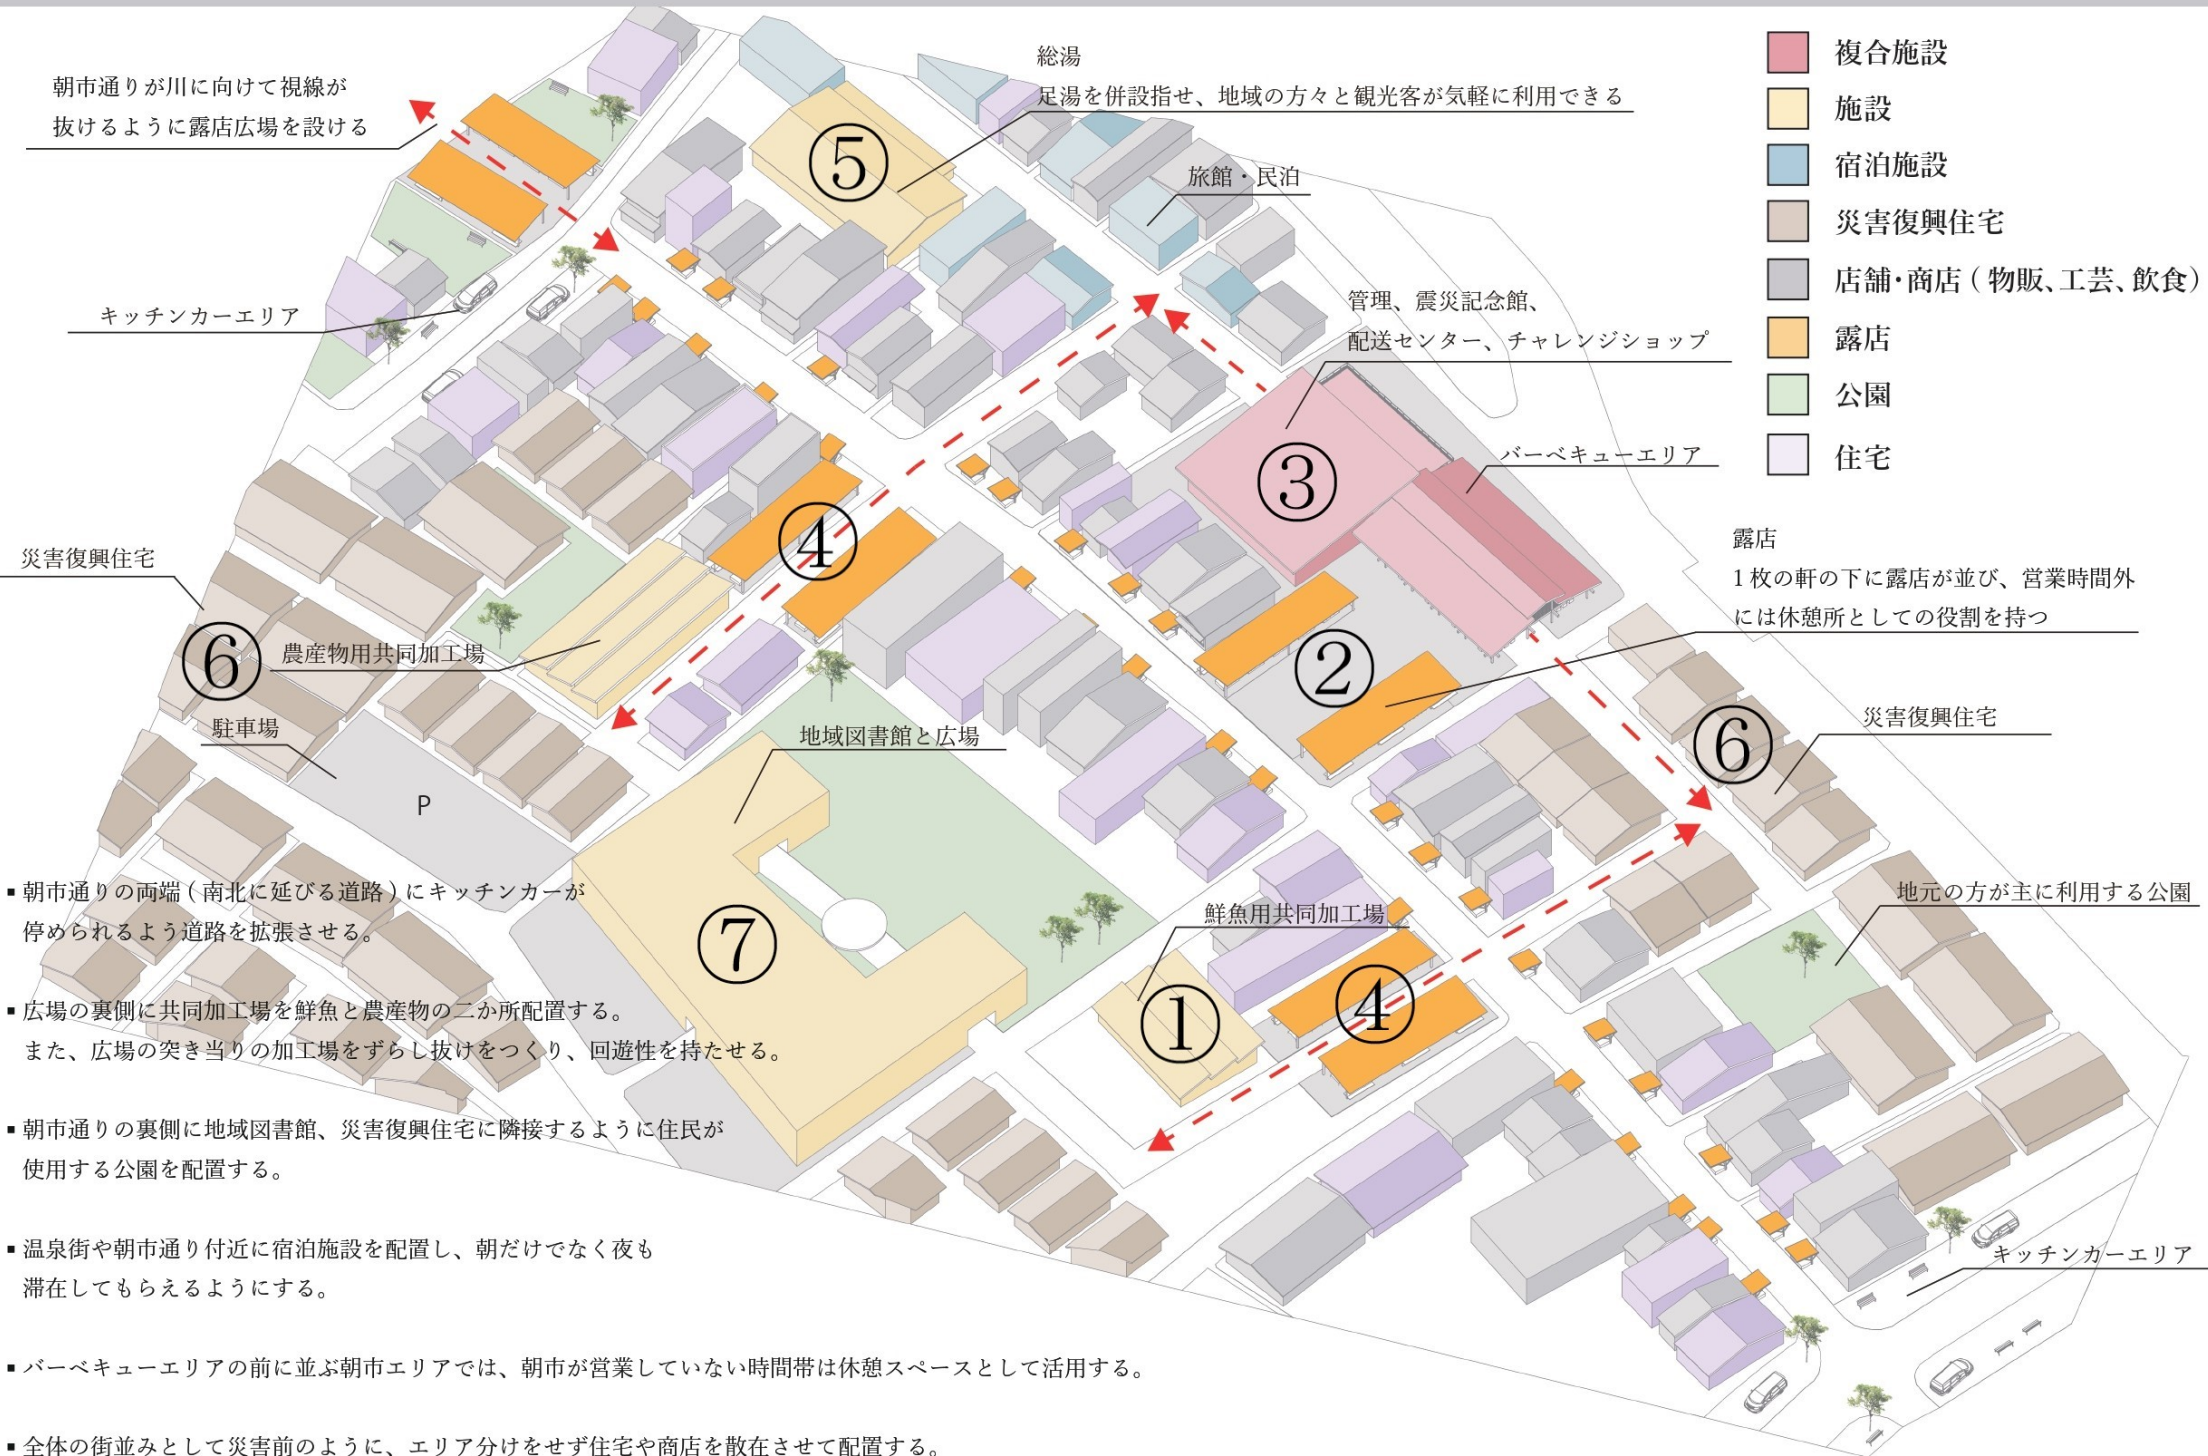 朝市通りが川に向けて視線が
抜けるように露店広場を設ける
総湯
足湯を併設指せ、地域の方々と観光客が気軽に利用できる
複合施設
施設
宿泊施設
災害復興住宅
店舗・商店 ( 物販、工芸、飲食 )
露店
公園
住宅
⑤
旅館・民泊
キッチンカーエリア
管理、震災記念館、
配送センター、チャレンジショップ
③
バーベキューエリア
④
災害復興住宅
露店
1 枚の軒の下に露店が並び、営業時間外
には休憩所としての役割を持つ
⑥
農産物用共同加工場
②
駐車場
P
地域図書館と広場
⑥
災害復興住宅
⑦
鮮魚用共同加工場
地元の方が主に利用する公園
①
④
キッチンカーエリア
▪ 朝市通りの両端 ( 南北に延びる道路 ) にキッチンカーが
停められるよう道路を拡張させる。
▪ 広場の裏側に共同加工場を鮮魚と農産物の二か所配置する。
また、広場の突き当りの加工場をずらし抜けをつくり、回遊性を持たせる。
▪ 朝市通りの裏側に地域図書館、災害復興住宅に隣接するように住民が
使用する公園を配置する。
▪ 温泉街や朝市通り付近に宿泊施設を配置し、朝だけでなく夜も
滞在してもらえるようにする。
▪ バーベキューエリアの前に並ぶ朝市エリアでは、朝市が営業していない時間帯は休憩スペースとして活用する。
▪ 全体の街並みとして災害前のように、エリア分けをせず住宅や商店を散在させて配置する。